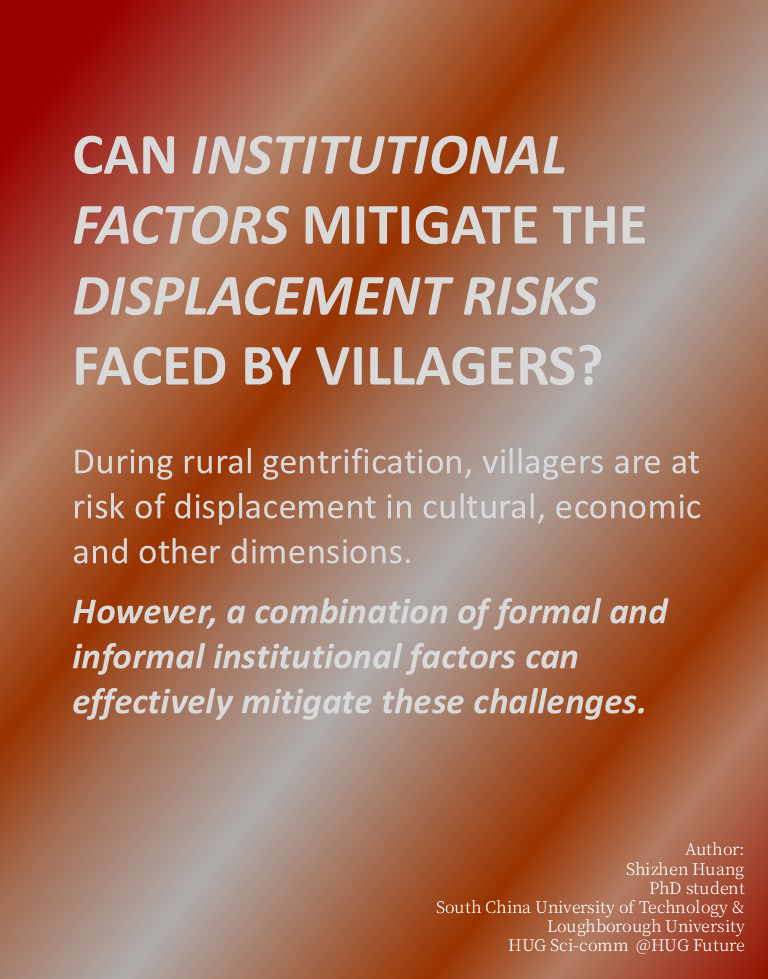 CAN INSTITUTIONAL
FACTORS MITIGATE THE
DISPLACEMENT RISKS
FACED BY VILLAGERS?
During rural gentrification, villagers are at
risk of displacement in cultural, economic
and other dimensions.
However, a combination of formal and
informal institutional factors can
effectively mitigate these challenges.
Author:
Shizhen Huang
PhD student
South China University of Technology &
Loughborough University
HUG Sci-comm @HUG Future